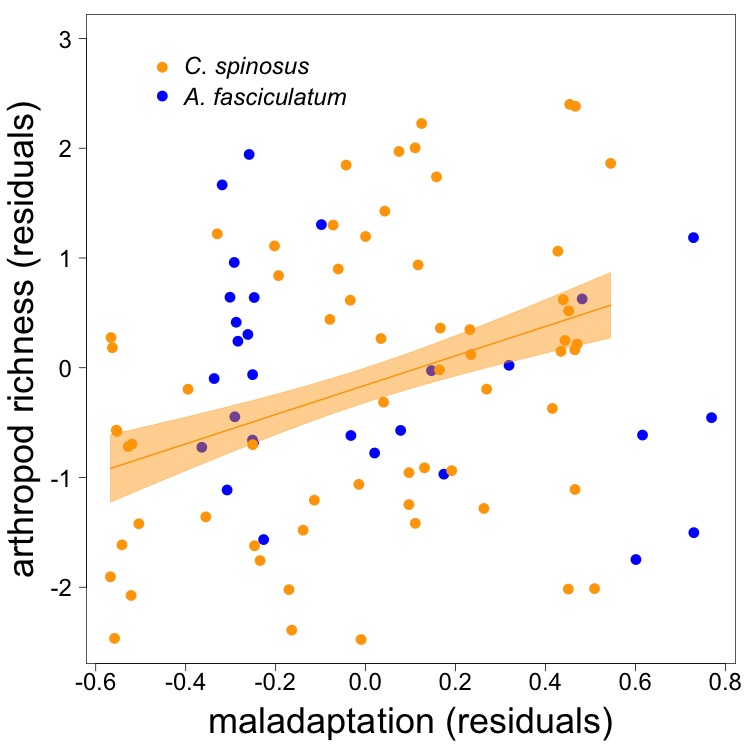 C. spinosus
A. fasciculatum
arthropod richness (residuals)
3
2
1
0
-1
-2
-0.6 -0.4 -0.2 0.0 0.2 0.4 0.6 0.8
maladaptation (residuals)